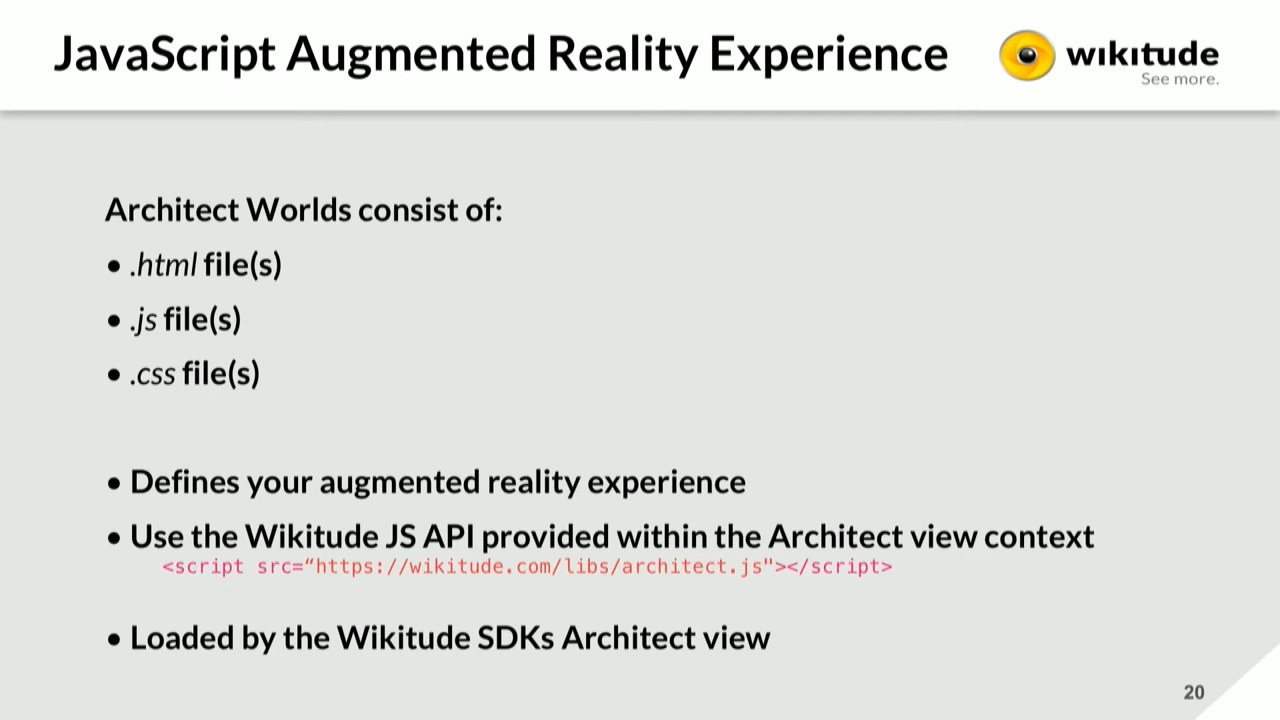 JavaScript Augmented Reality Experience
wikitude
See more.
Architect Worlds consist of:
• .html file(s)
• .js file(s)
• .css file(s)
• Defines your augmented reality experience
• Use the Wikitude JS API provided within the Architect view context
<script src=“https://wikitude.com/libs/architect.js"></script>
• Loaded by the Wikitude SDKs Architect view
20